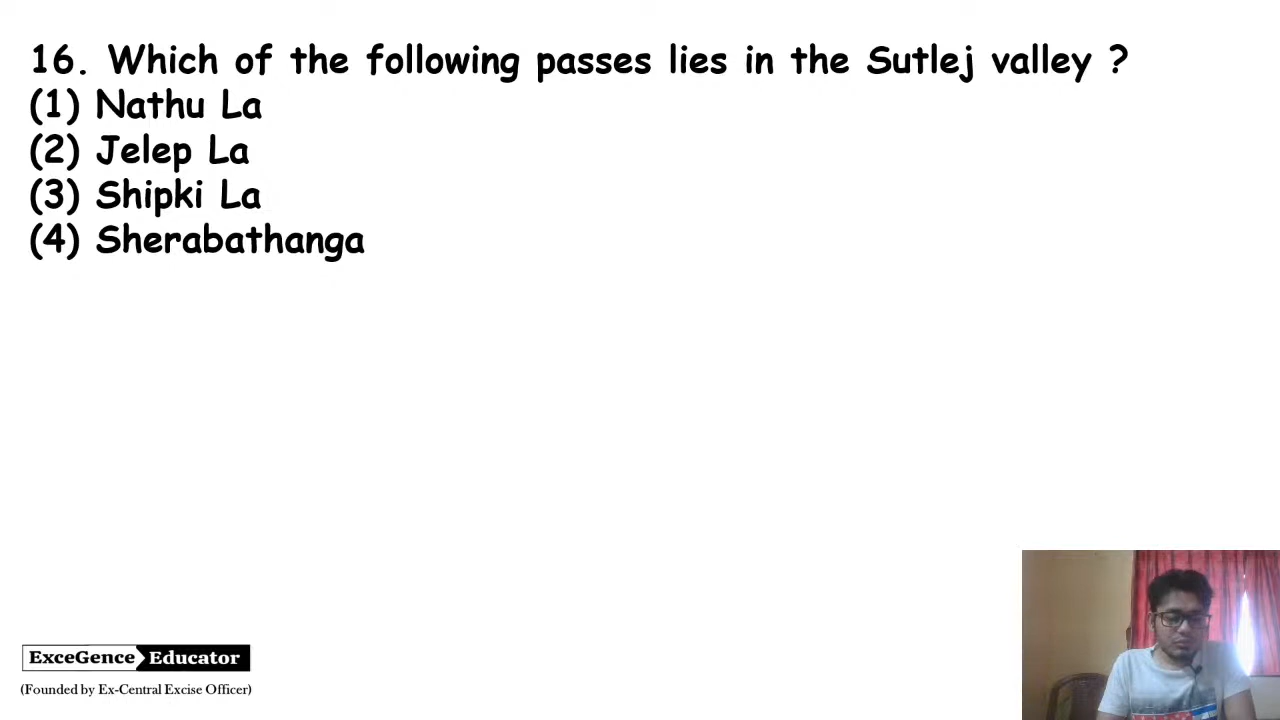 16. Which of the following passes lies in the Sutlej valley ?
(1) Nathu La
(2) Jelep La
(3) Shipki La
(4) Sherabathanga
ExceGence Educator
(Founded by Ex-Central Excise Officer)